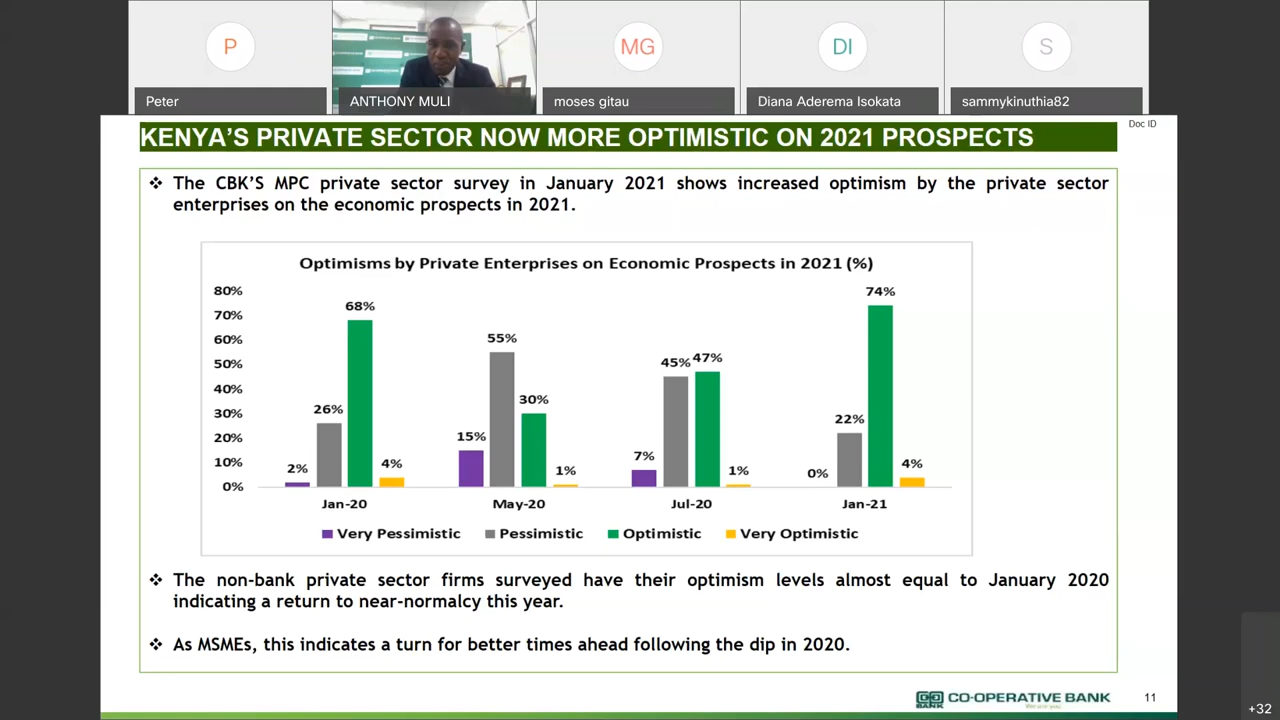 P
MG
DI
S
Peter
ANTHONY MULI
moses gitau
Diana Aderema Isokata
sammykinuthia82
Doc ID
KENYA'S PRIVATE SECTOR NOW MORE OPTIMISTIC ON 2021 PROSPECTS
❖ The CBK'S MPC private sector survey in January 2021 shows increased optimism by the private sector
enterprises on the economic prospects in 2021.
Optimisms by Private Enterprises on Economic Prospects in 2021 (%)
80%
70%
60%
50%
40%
30%
20%
10%
0%
2%
26%
68%
4%
15%
55%
30%
1%
7%
45%
47%
1%
0%
22%
74%
4%
Jan-20
May-20
Jul-20
Jan-21
Very Pessimistic
Pessimistic
Optimistic
Very Optimistic
❖ The non-bank private sector firms surveyed have their optimism levels almost equal to January 2020
indicating a return to near-normalcy this year.
❖ As MSMEs, this indicates a turn for better times ahead following the dip in 2020.
CO-OPERATIVE BANK
BANK
We are you
11
+32